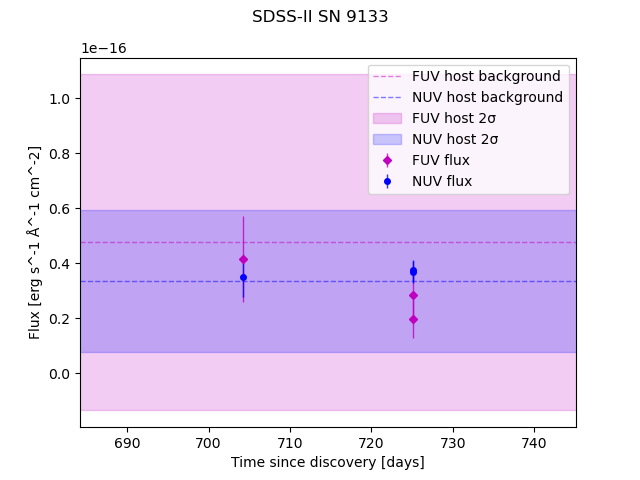 SDSS-II SN 9133
1e−16
FUV host background
NUV host background
FUV host 2σ
NUV host 2σ
FUV flux
NUV flux
1.0
0.8
0.6
0.4
0.2
0.0
Flux [erg s^-1 Å^-1 cm^-2]
690 700 710 720 730 740
Time since discovery [days]